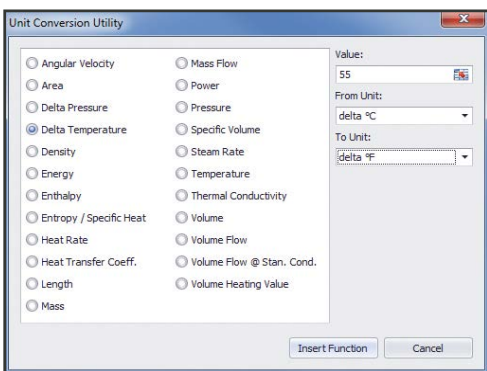 Unit Conversion Utility
Angular Velocity
Area
Delta Pressure
Delta Temperature
Density
Energy
Enthalpy
Entropy / Specific Heat
Heat Rate
Heat Transfer Coeff.
Length
Mass
Mass Flow
Power
Pressure
Specific Volume
Steam Rate
Temperature
Thermal Conductivity
Volume
Volume Flow
Volume Flow @ Stan. Cond.
Volume Heating Value
Value:
55
From Unit:
delta °C
To Unit:
delta °F
Insert Function
Cancel